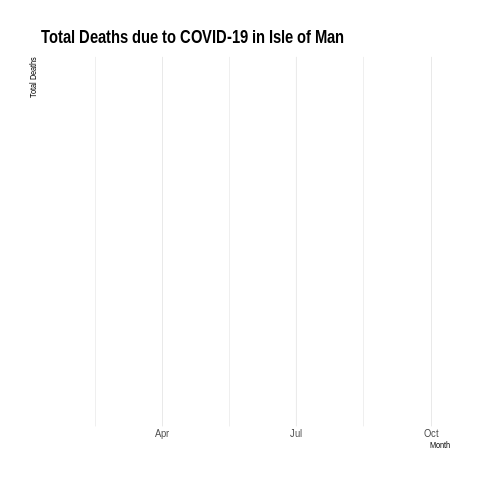 Total Deaths due to COVID-19 in Isle of Man
Total Deaths
Apr Jul Oct
Month